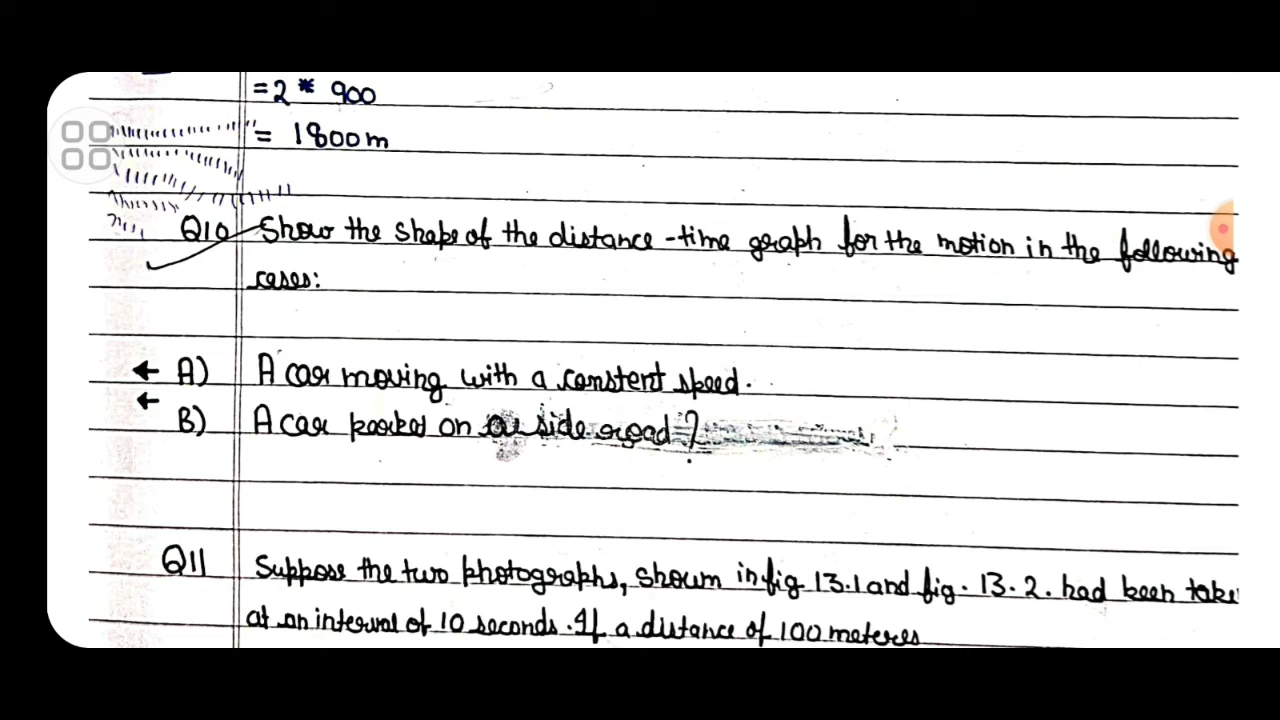 =2 * 900
= 1800m
Q10 Show the shape of the distance-time graph for the motion in the following
cases:
A) A car moving with a constent speed.
B) A car parked on a side road?
Q11 Suppose the two photographs, shown in fig 13.1 and fig. 13.2. had been take
at an interval of 10 seconds. If a distance of 100 meteres